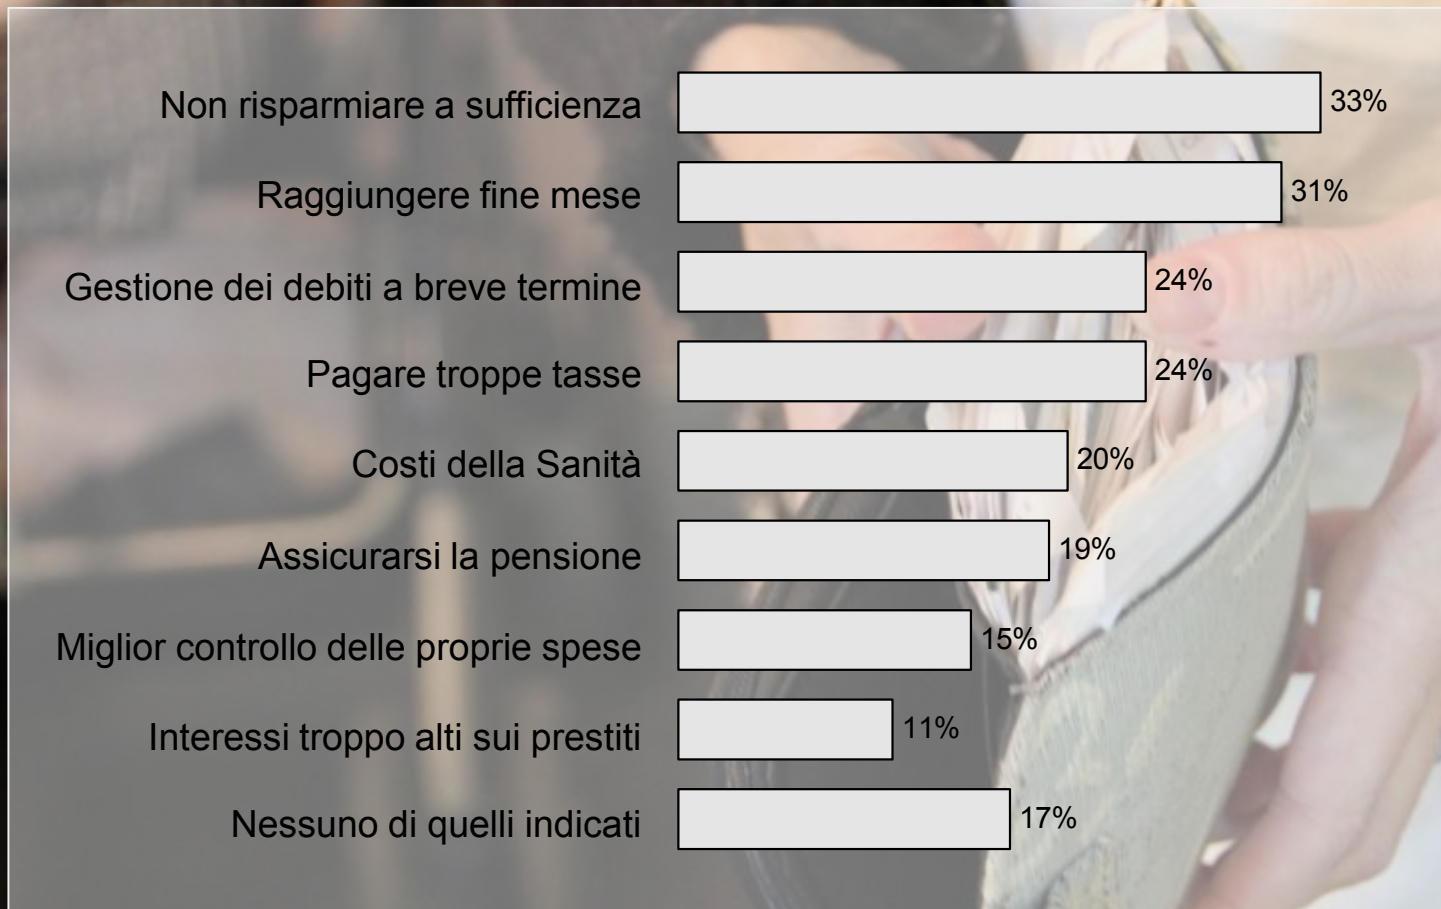 Non risparmiare a sufficienza 33%
Raggiungere fine mese 31%
Gestione dei debiti a breve termine 24%
Pagare troppe tasse 24%
Costi della Sanità 20%
Assicurarsi la pensione 19%
Miglior controllo delle proprie spese 15%
Interessi troppo alti sui prestiti 11%
Nessuno di quelli indicati 17%